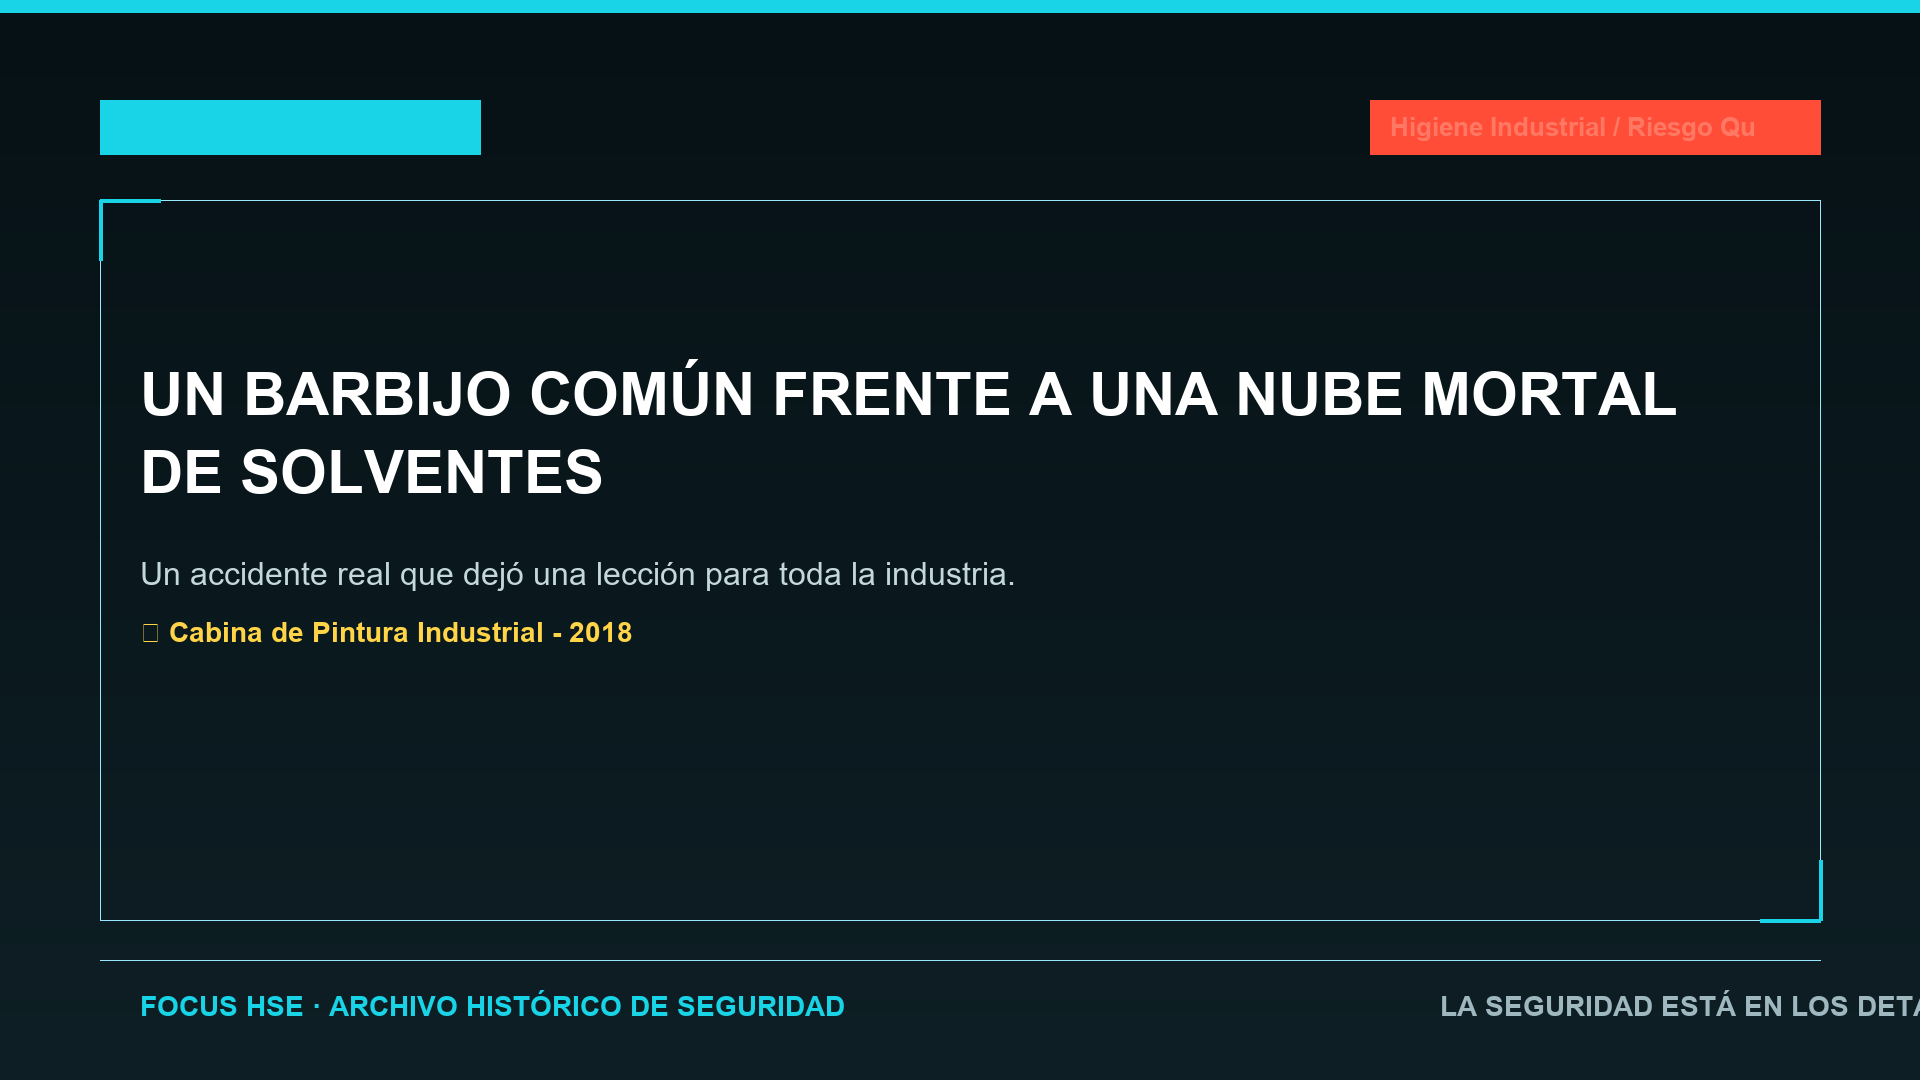 Higiene Industrial / Riesgo Qu
UN BARBIJO COMÚN FRENTE A UNA NUBE MORTAL
DE SOLVENTES
Un accidente real que dejó una lección para toda la industria.
Cabina de Pintura Industrial - 2018
FOCUS HSE · ARCHIVO HISTÓRICO DE SEGURIDAD
LA SEGURIDAD ESTÁ EN LOS DETA